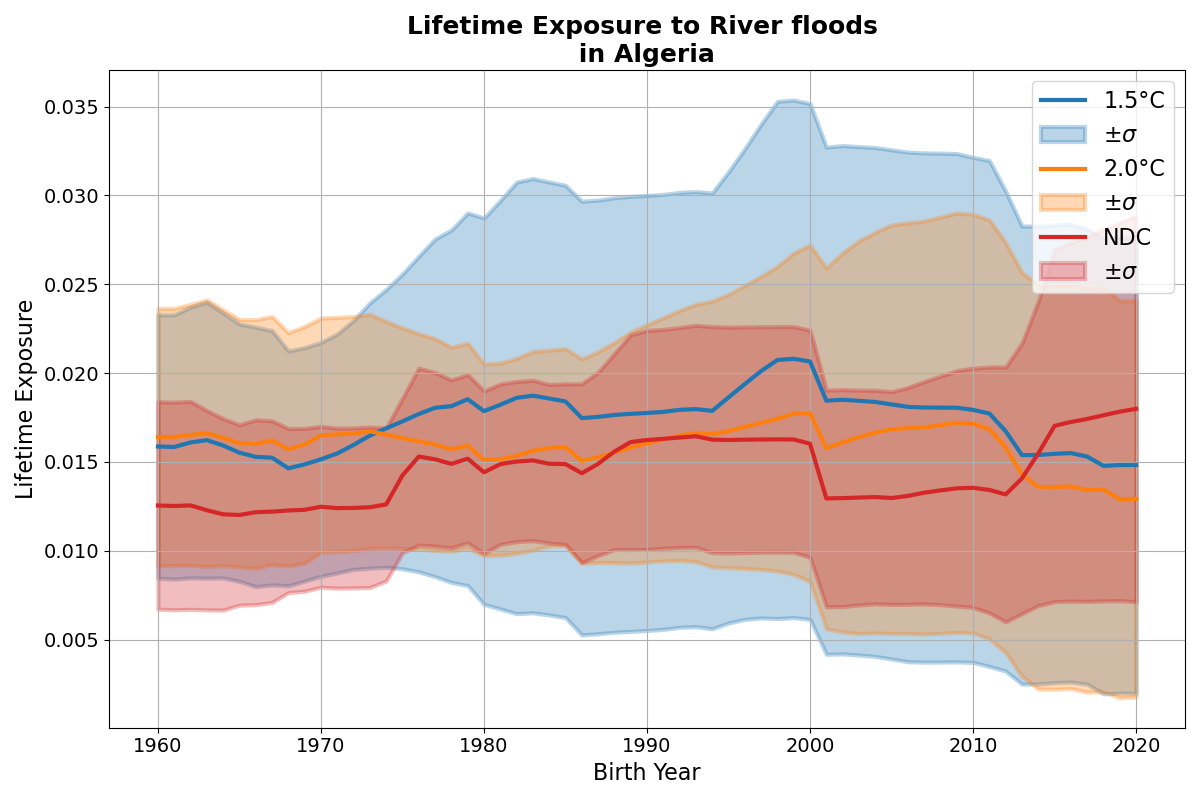 Lifetime Exposure to River floods
in Algeria
Lifetime Exposure
0.035
0.030
0.025
0.020
0.015
0.010
0.005
1.5°C
±σ
2.0°C
±σ
NDC
±σ
1960 1970 1980 1990 2000 2010 2020
Birth Year